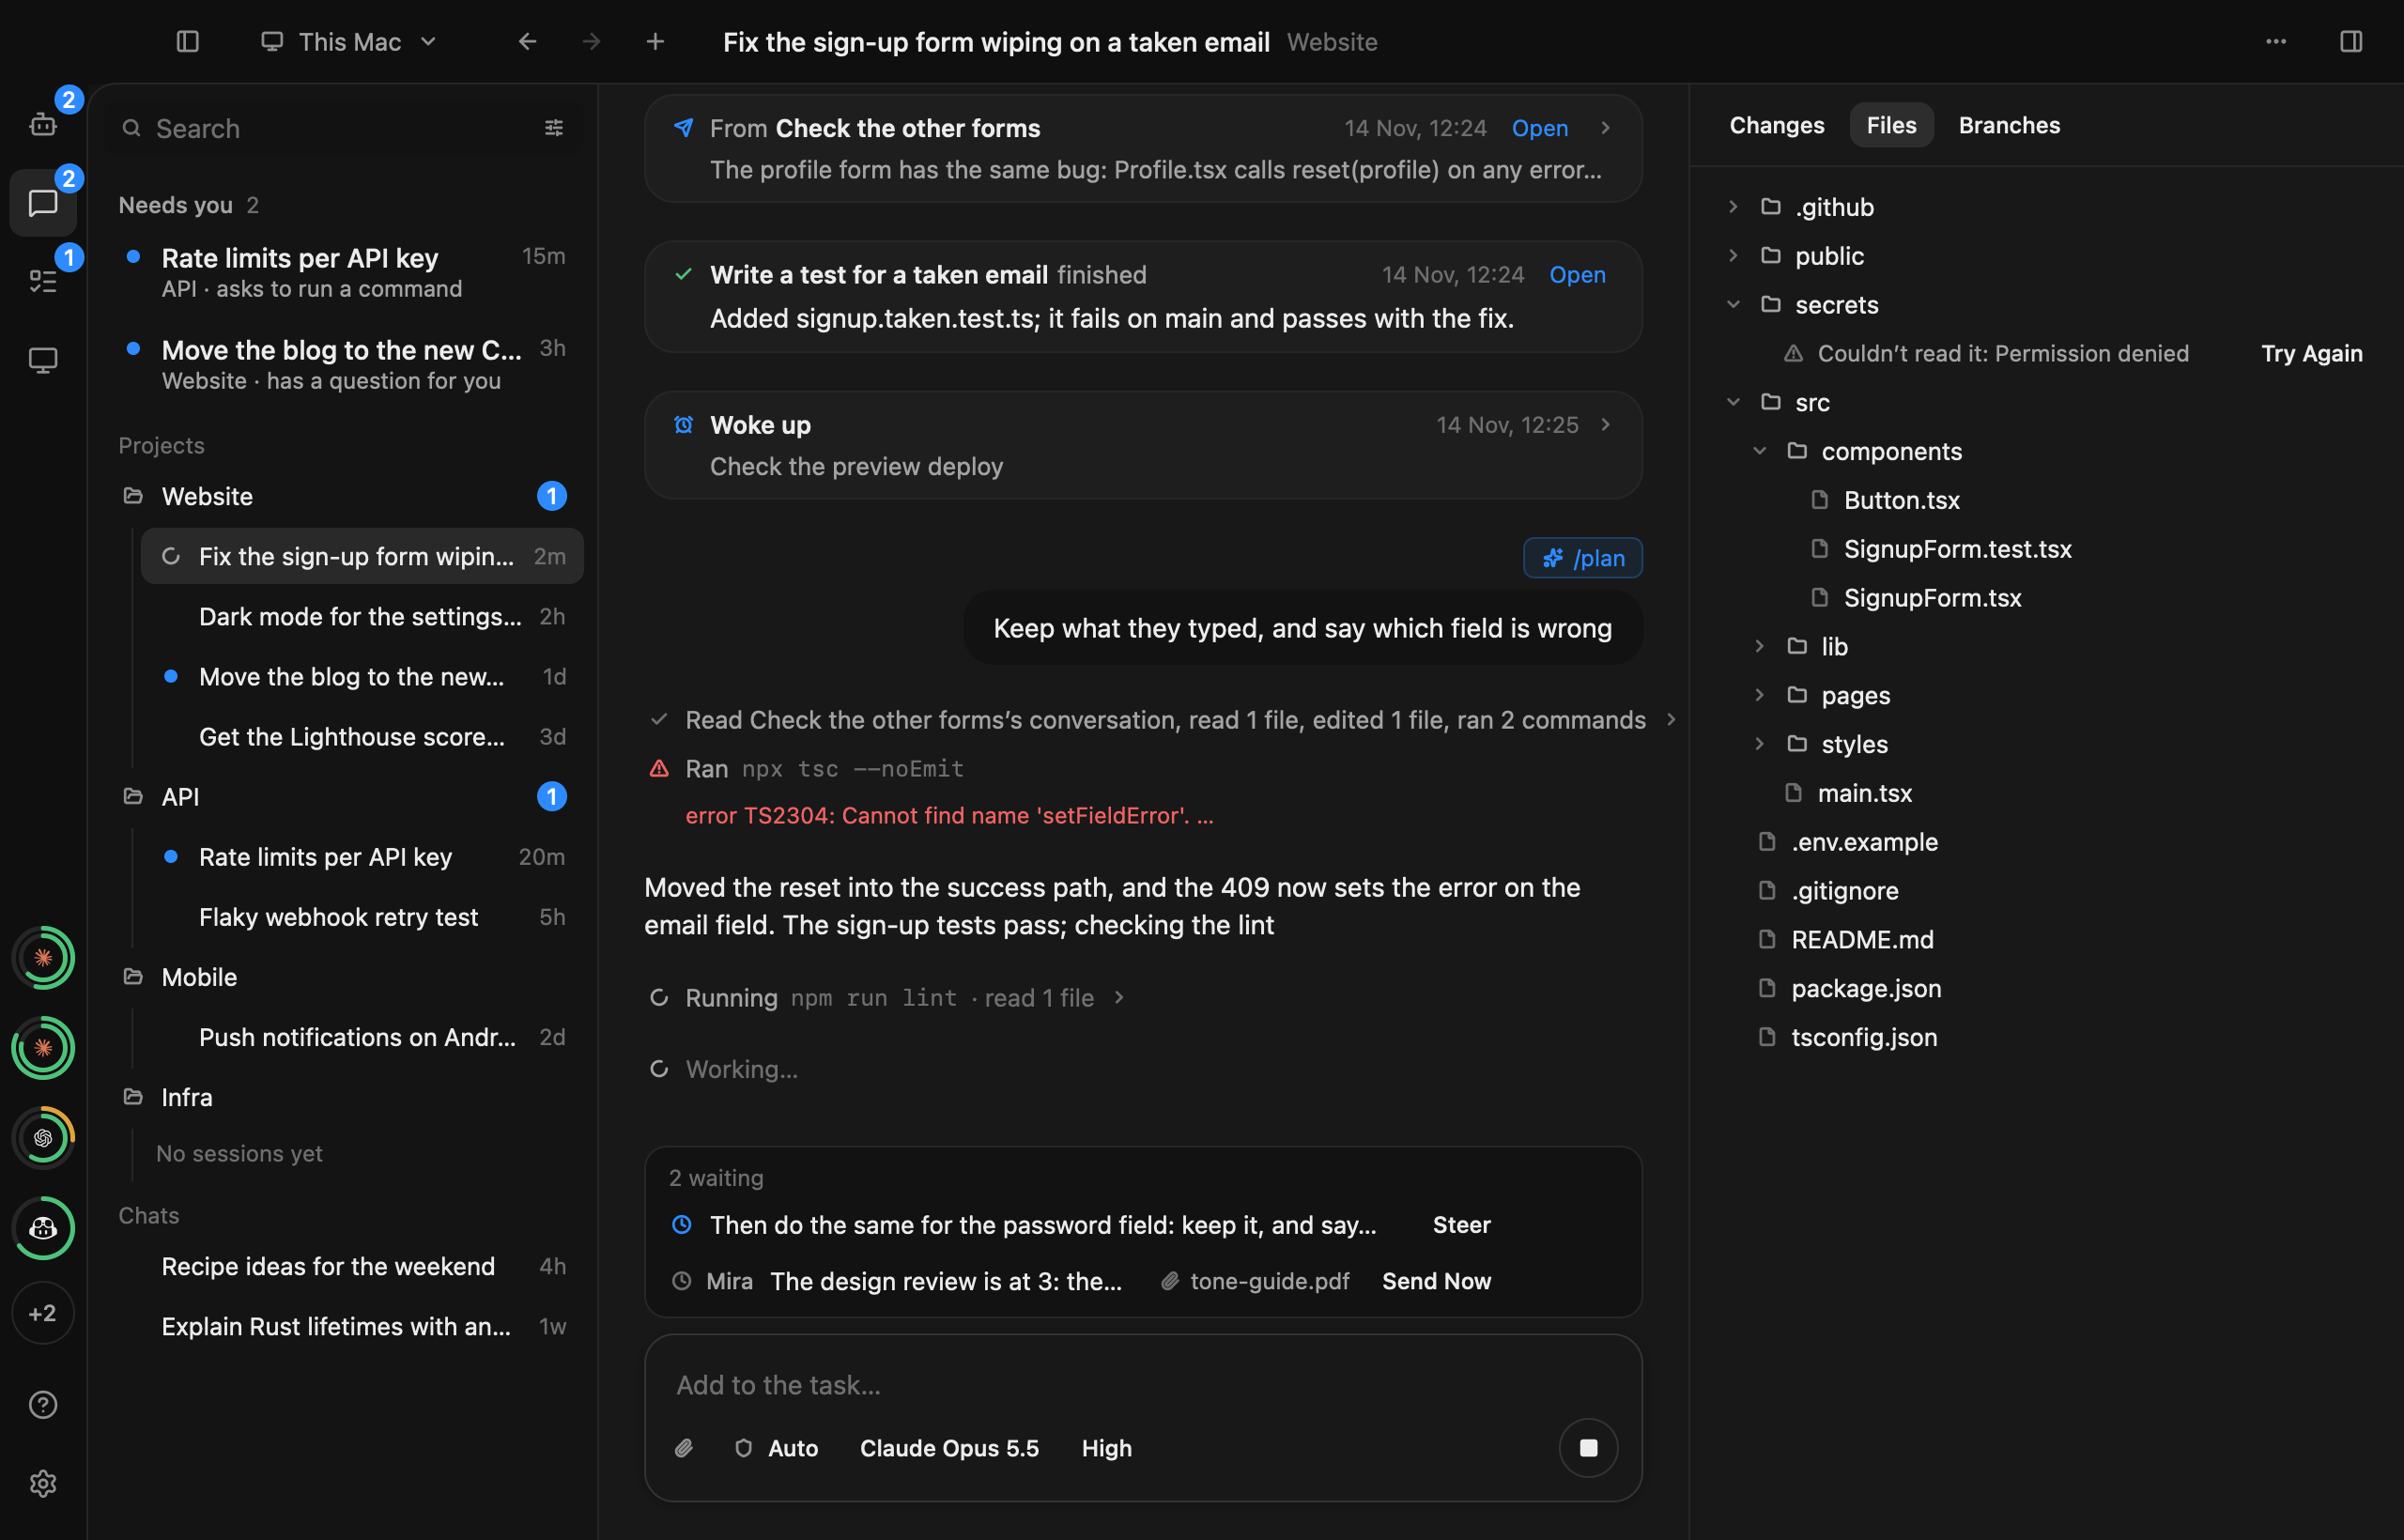 This Mac
Fix the sign-up form wiping on a taken email Website
2
2
1
+2
Search
Needs you 2
Rate limits per API key 15m
API · asks to run a command
Move the blog to the new C... 3h
Website · has a question for you
Projects
Website 1
Fix the sign-up form wipin... 2m
Dark mode for the settings... 2h
Move the blog to the new... 1d
Get the Lighthouse score... 3d
API 1
Rate limits per API key 20m
Flaky webhook retry test 5h
Mobile
Push notifications on Andr... 2d
Infra
No sessions yet
Chats
Recipe ideas for the weekend 4h
Explain Rust lifetimes with an... 1w
From Check the other forms 14 Nov, 12:24 Open
The profile form has the same bug: Profile.tsx calls reset(profile) on any error...
Write a test for a taken email finished 14 Nov, 12:24 Open
Added signup.taken.test.ts; it fails on main and passes with the fix.
Woke up 14 Nov, 12:25
Check the preview deploy
/plan
Keep what they typed, and say which field is wrong
Read Check the other forms’s conversation, read 1 file, edited 1 file, ran 2 commands
Ran npx tsc --noEmit
error TS2304: Cannot find name 'setFieldError'. ...
Moved the reset into the success path, and the 409 now sets the error on the
email field. The sign-up tests pass; checking the lint
Running npm run lint · read 1 file
Working...
2 waiting
Then do the same for the password field: keep it, and say... Steer
Mira The design review is at 3: the... tone-guide.pdf Send Now
Add to the task...
Auto Claude Opus 5.5 High
Changes Files Branches
.github
public
secrets
Couldn’t read it: Permission denied Try Again
src
components
Button.tsx
SignupForm.test.tsx
SignupForm.tsx
lib
pages
styles
main.tsx
.env.example
.gitignore
README.md
package.json
tsconfig.json